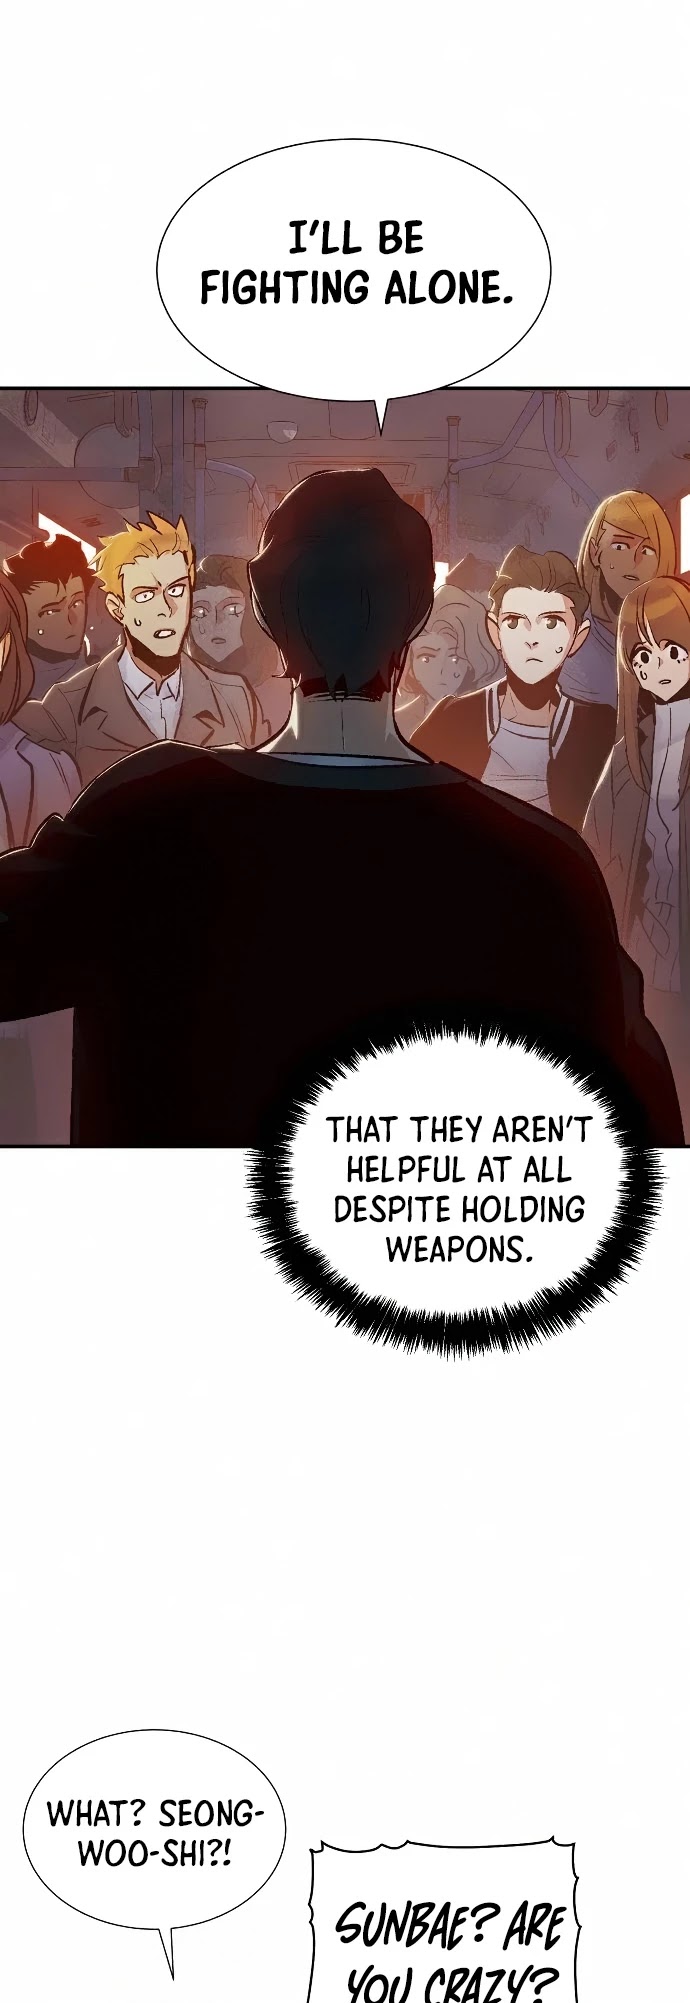 I'LL BE
FIGHTING ALONE.
THAT THEY AREN'T
HELPFUL AT ALL
DESPITE HOLDING
WEAPONS.
WHAT? SEONG-
WOO-SHI?!
SUNBAE? ARE
YOU CRAZY?